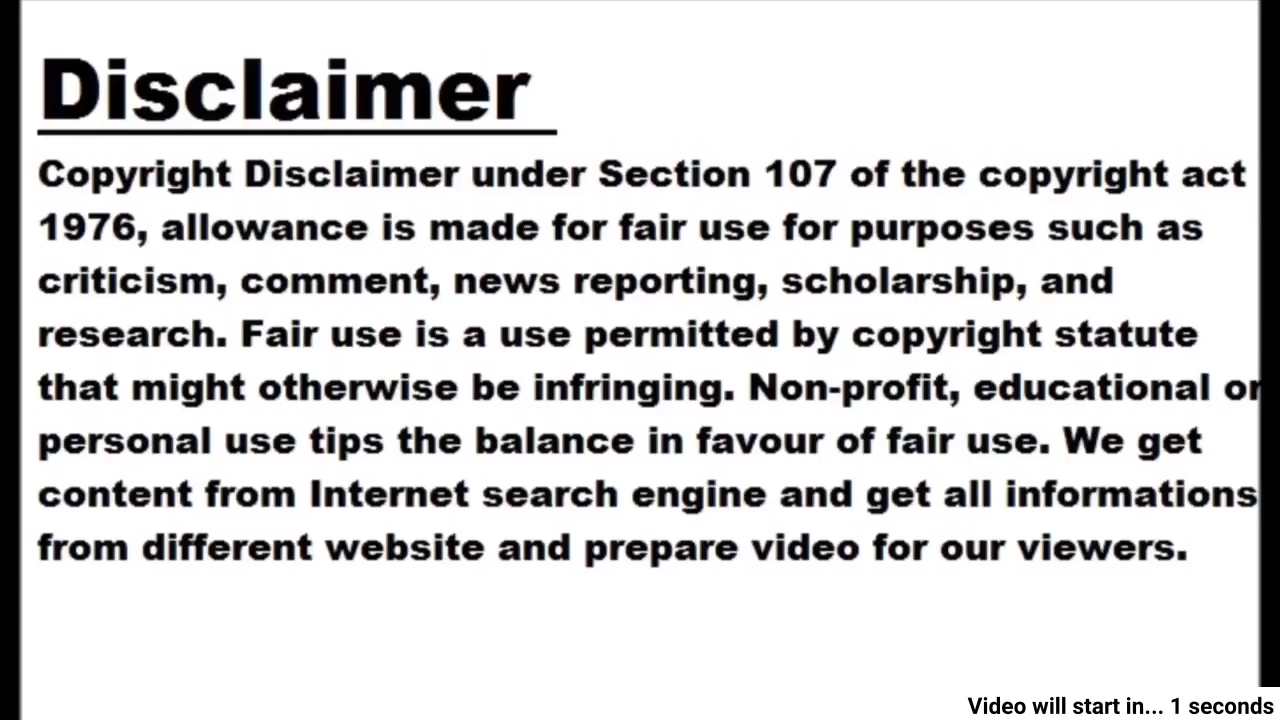 Disclaimer
Copyright Disclaimer under Section 107 of the copyright act
1976, allowance is made for fair use for purposes such as
criticism, comment, news reporting, scholarship, and
research. Fair use is a use permitted by copyright statute
that might otherwise be infringing. Non-profit, educational or
personal use tips the balance in favour of fair use. We get
content from Internet search engine and get all informations
from different website and prepare video for our viewers.
Video will start in... 1 seconds